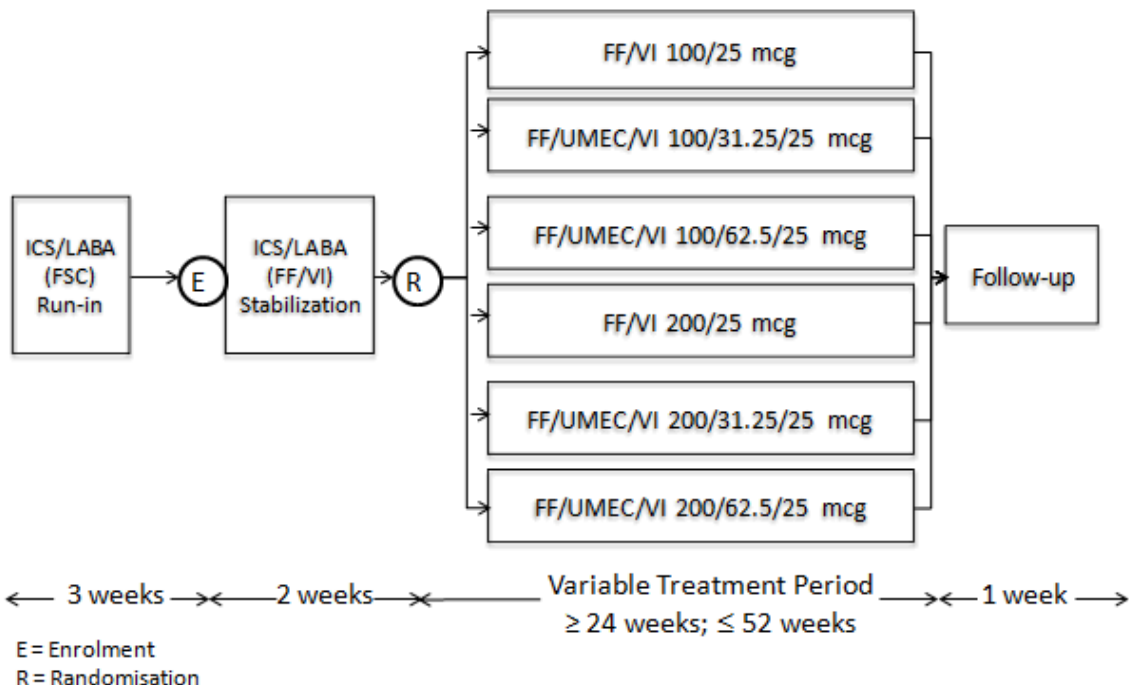 FF/VI 100/25 mcg
FF/UMEC/VI 100/31.25/25 mcg
ICS/LABA
(FSC)
Run-in
E
ICS/LABA
(FF/VI)
Stabilization
R
FF/UMEC/VI 100/62.5/25 mcg
FF/VI 200/25 mcg
FF/UMEC/VI 200/31.25/25 mcg
FF/UMEC/VI 200/62.5/25 mcg
Follow-up
3 weeks
2 weeks
Variable Treatment Period
≥ 24 weeks; ≤ 52 weeks
1 week
E = Enrolment
R = Randomisation